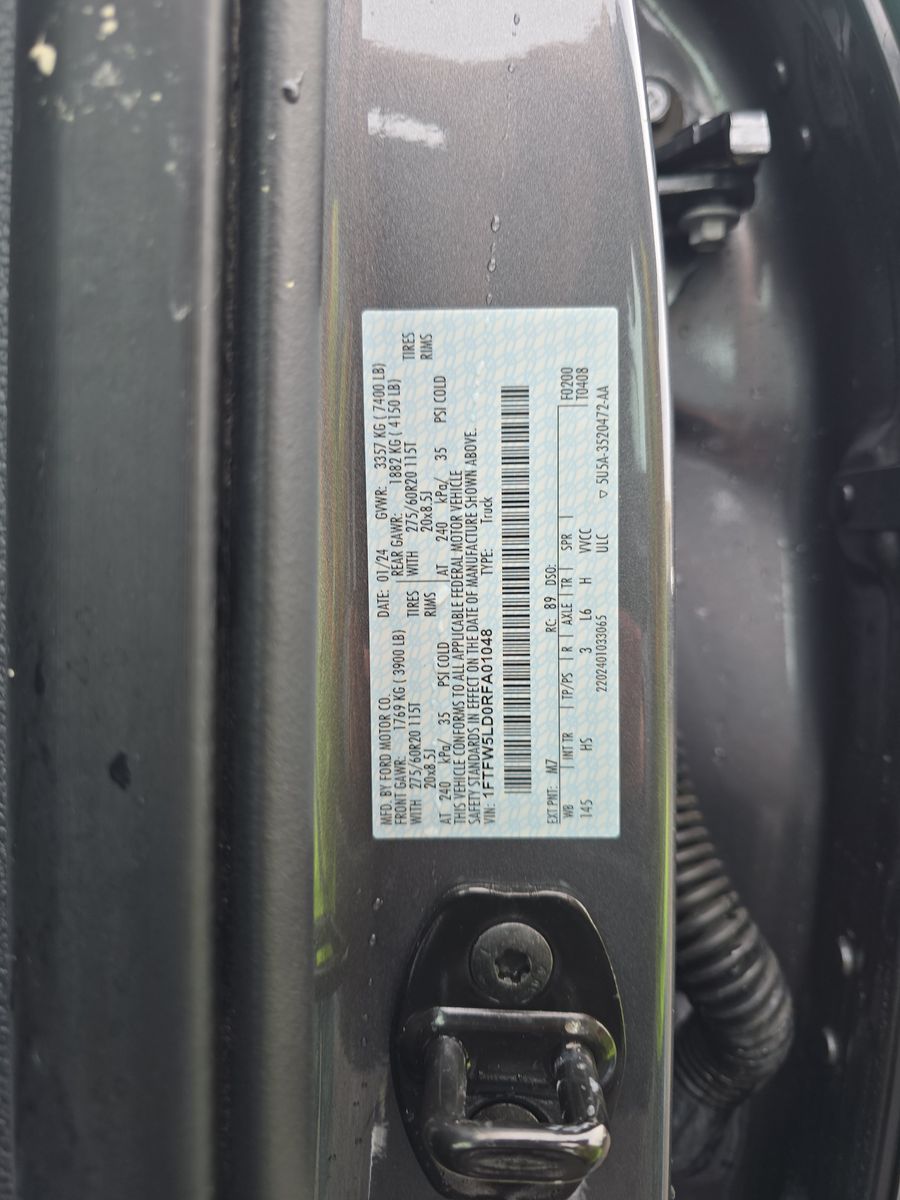 MFD. BY FORD MOTOR CO. DATE: 01/24 GVWR: 3357 KG ( 7400 LB)
FRONT GAWR: 1769 KG ( 3900 LB) REAR GAWR: 1882 KG ( 4150 LB)
WITH 275/60R20 115T TIRES WITH 275/60R20 115T TIRES
20x8.5J RIMS 20x8.5J RIMS
AT 240 kPa/ 35 PSI COLD AT 240 kPa/ 35 PSI COLD
THIS VEHICLE CONFORMS TO ALL APPLICABLE FEDERAL MOTOR VEHICLE
SAFETY STANDARDS IN EFFECT ON THE DATE OF MANUFACTURE SHOWN ABOVE.
VIN: 1FTFW5LD0RFA01048 TYPE: Truck
EXT PNT: M7 RC: 89 DSO: F0200
WB | INT TR | TP/PS | R | AXLE | TR | SPR | T0408
145 HS 3 L6 H VVCC
2202401033065 ULC ▽ 5U5A-3520472-AA